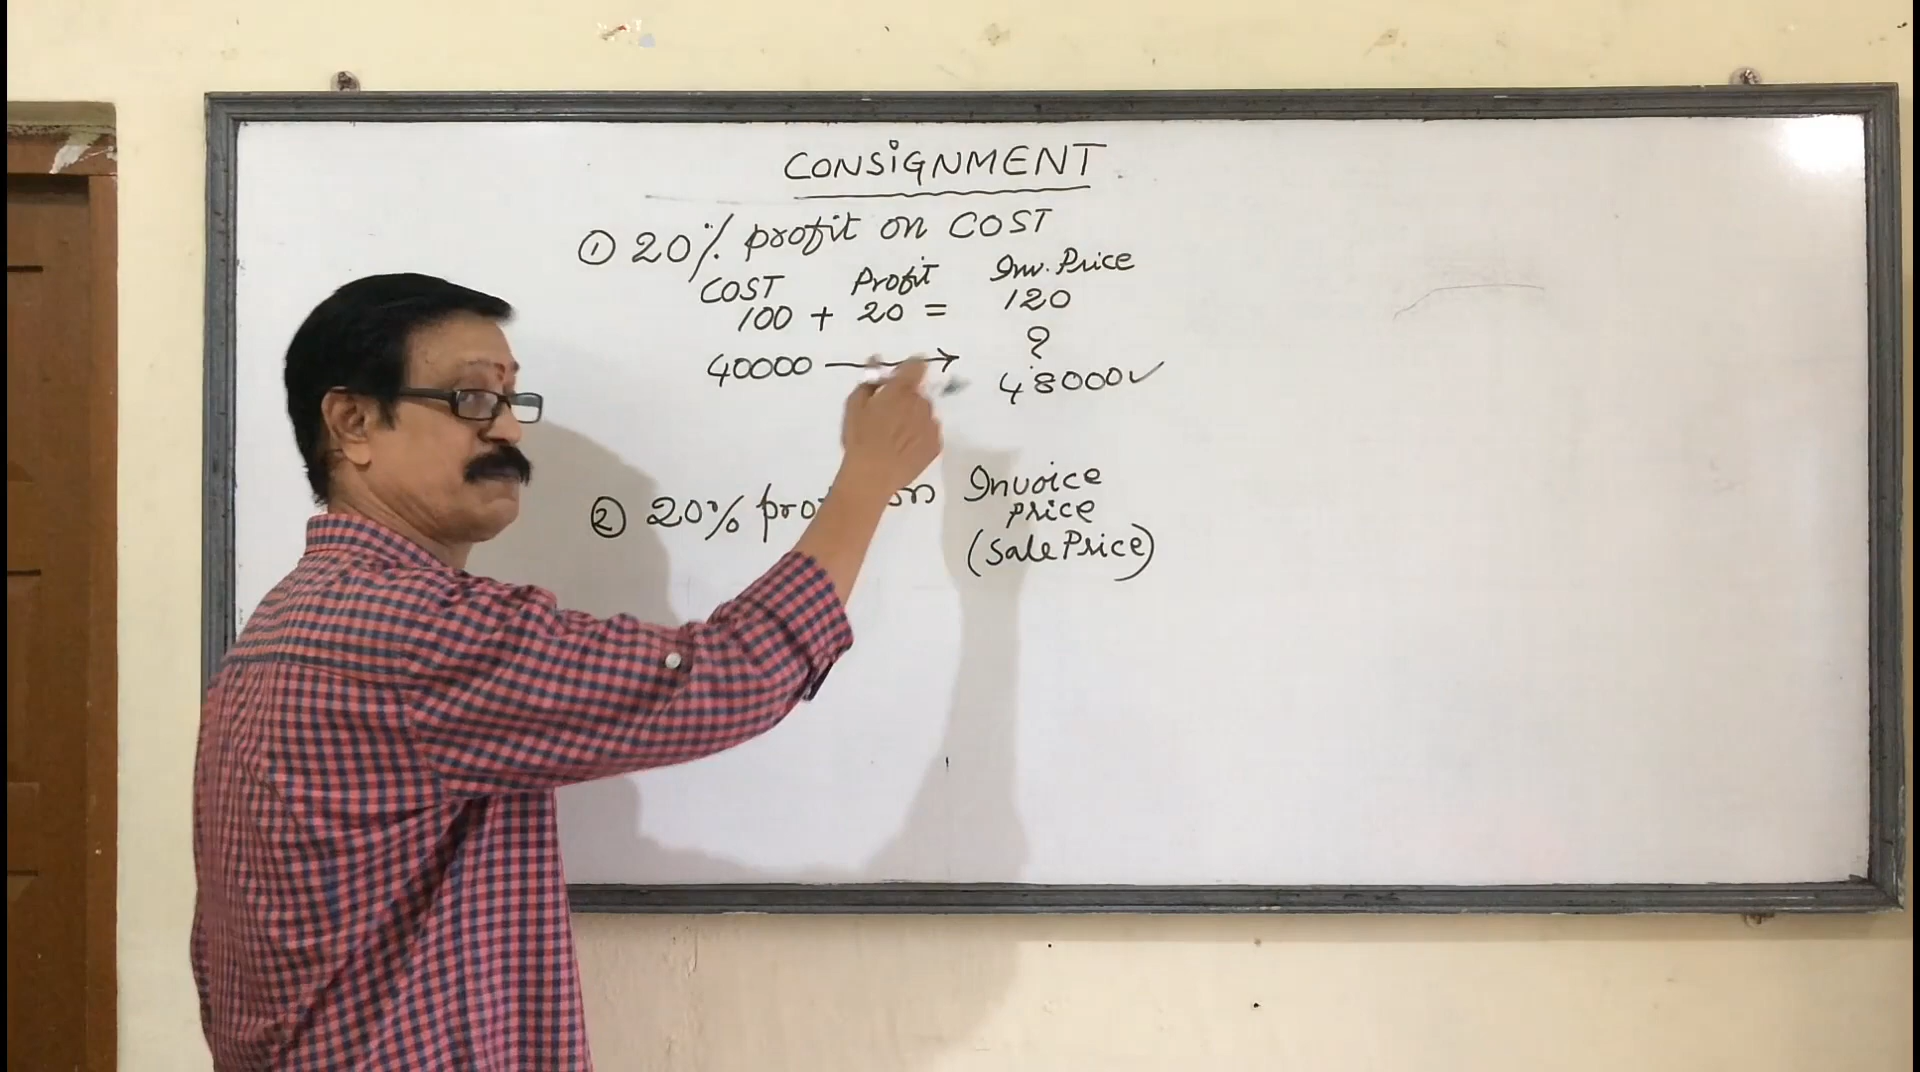 CONSIGNMENT
① 20% profit on COST
COST Profit Inv. Price
100 + 20 = 120
?
40000 → 48000✓
② 20% on Invoice
Price
(Sale Price)